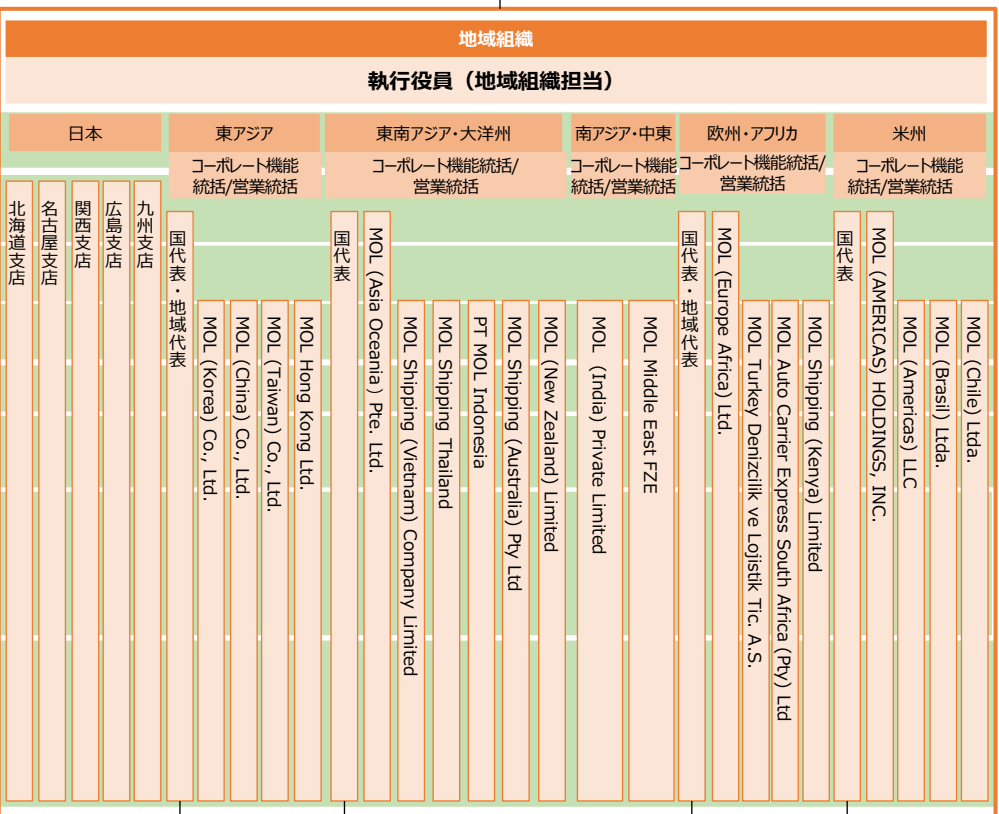 地域組織
執行役員（地域組織担当）
日本
東アジア
東南アジア・大洋州
南アジア・中東
欧州・アフリカ
米州
コーポレート機能
統括/営業統括
コーポレート機能統括/
営業統括
コーポレート機能
統括/営業統括
コーポレート機能統括/
営業統括
コーポレート機能
統括/営業統括
北海道支店
名古屋支店
関西支店
広島支店
九州支店
国代表・地域代表
MOL (Korea) Co., Ltd.
MOL (China) Co., Ltd.
MOL (Taiwan) Co., Ltd.
MOL Hong Kong Ltd.
国代表
MOL (Asia Oceania) Pte. Ltd.
MOL Shipping (Vietnam) Company Limited
MOL Shipping Thailand
PT MOL Indonesia
MOL Shipping (Australia) Pty Ltd
MOL (New Zealand) Limited
MOL (India) Private Limited
MOL Middle East FZE
国代表・地域代表
MOL (Europe Africa) Ltd.
MOL Turkey Denizcilik ve Lojistik Tic. A.S.
MOL Auto Carrier Express South Africa (Pty) Ltd
MOL Shipping (Kenya) Limited
国代表
MOL (AMERICAS) HOLDINGS, INC.
MOL (Americas) LLC
MOL (Brasil) Ltda.
MOL (Chile) Ltda.